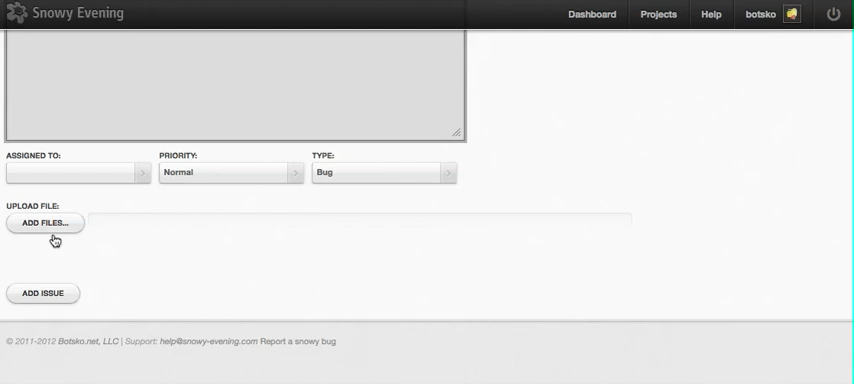 Snowy Evening
Dashboard Projects Help botsko
ASSIGNED TO: PRIORITY: TYPE:
Normal Bug
UPLOAD FILE:
ADD FILES...
ADD ISSUE
© 2011-2012 Botsko.net, LLC | Support: help@snowy-evening.com Report a snowy bug